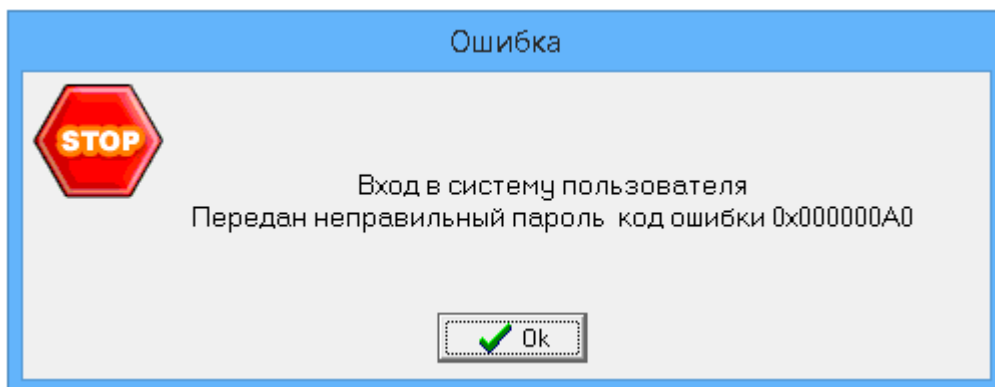 Ошибка
STOP
Вход в систему пользователя
Передан неправильный пароль код ошибки 0x000000A0
Ok